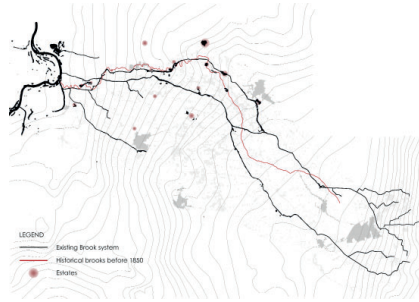 LEGEND
Existing Brook system
Historical brooks before 1850
Estates